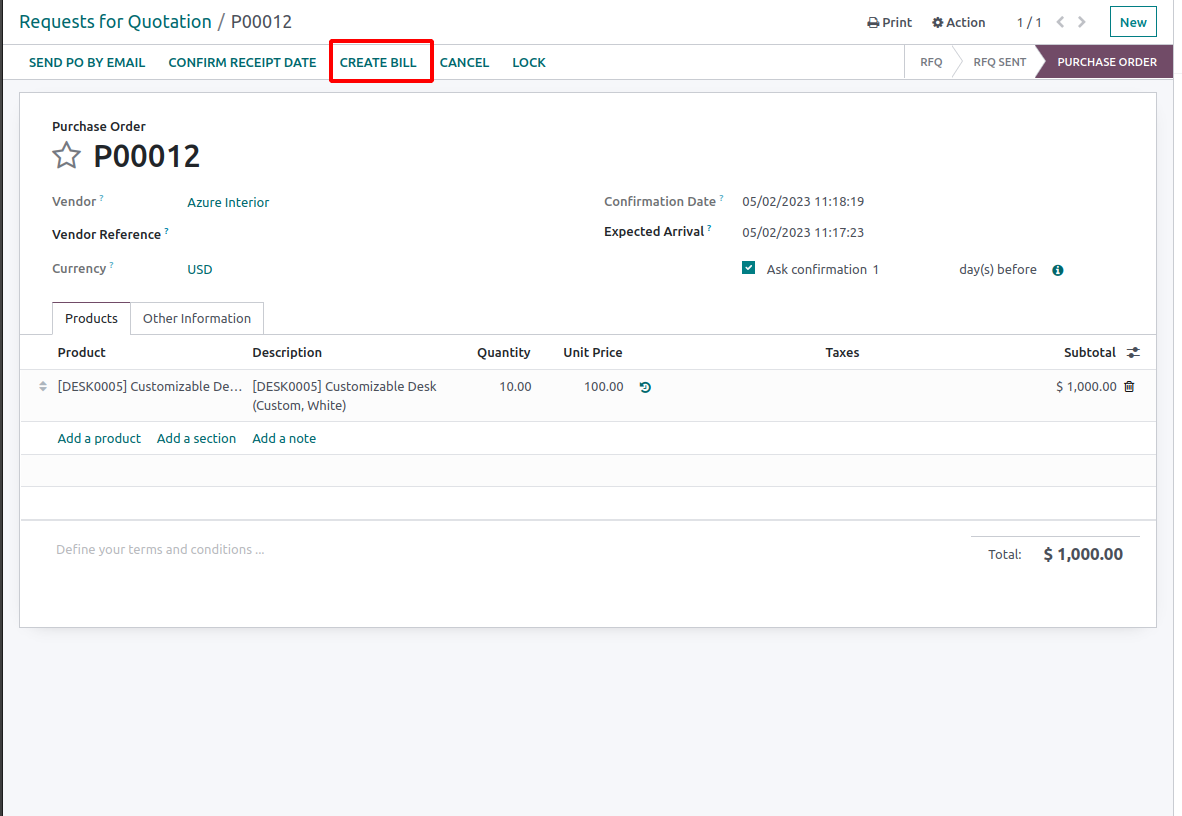 Requests for Quotation / P00012
Print Action 1 / 1 New
SEND PO BY EMAIL CONFIRM RECEIPT DATE CREATE BILL CANCEL LOCK RFQ RFQ SENT PURCHASE ORDER
Purchase Order
P00012
Vendor ? Azure Interior
Confirmation Date ? 05/02/2023 11:18:19
Vendor Reference ?
Expected Arrival ? 05/02/2023 11:17:23
Currency ? USD
Ask confirmation 1 day(s) before
Products Other Information
Product Description Quantity Unit Price Taxes Subtotal
[DESK0005] Customizable De... [DESK0005] Customizable Desk 10.00 100.00 $ 1,000.00
(Custom, White)
Add a product Add a section Add a note
Define your terms and conditions ...
Total: $ 1,000.00